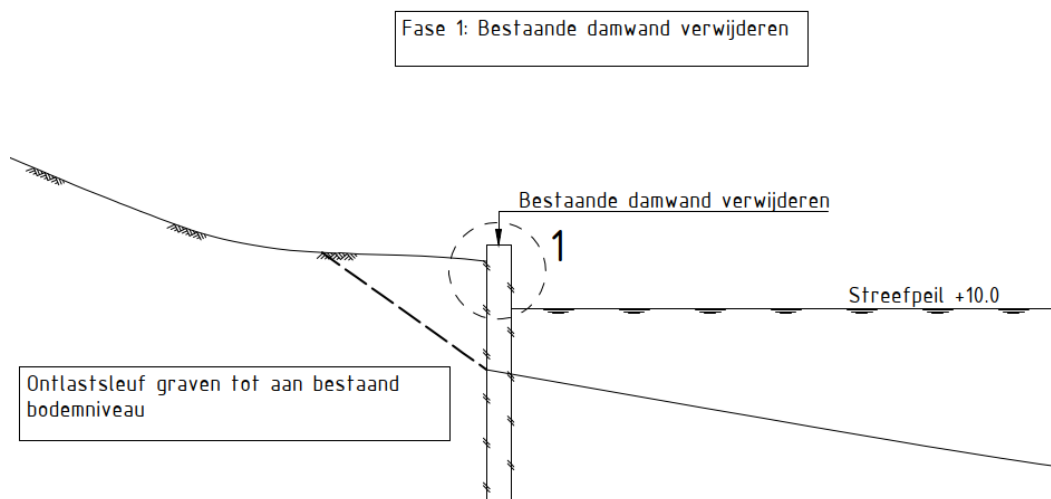 Fase 1: Bestaande damwand verwijderen
Bestaande damwand verwijderen
1
Streefpeil +10.0
Ontlastsleuf graven tot aan bestaand
bodemniveau